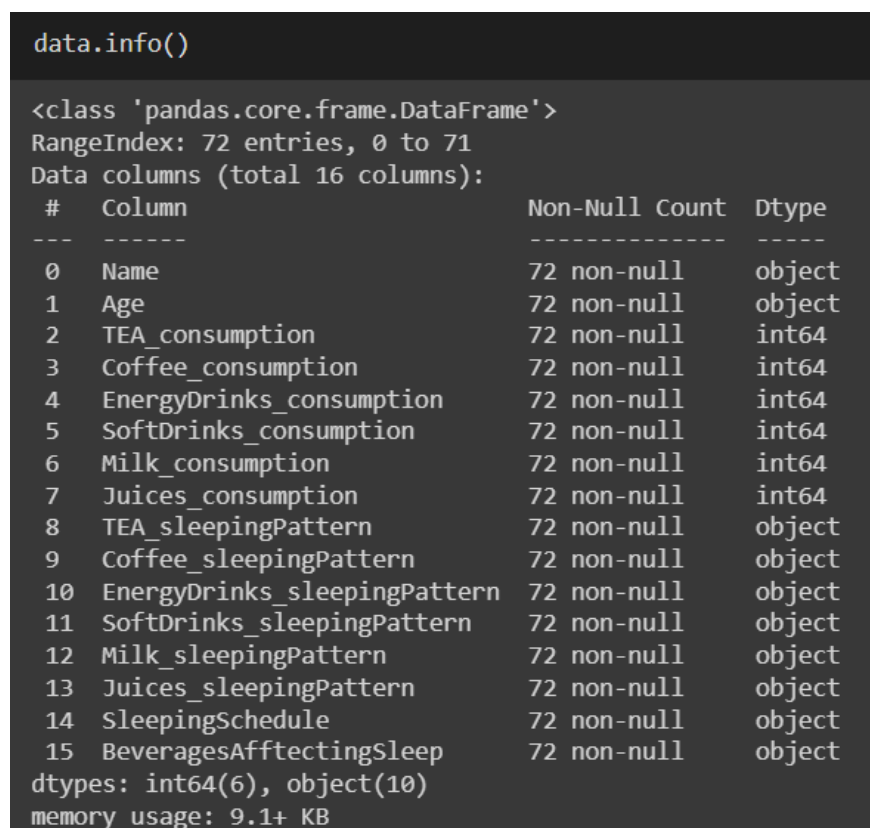 data.info()
<class 'pandas.core.frame.DataFrame'>
RangeIndex: 72 entries, 0 to 71
Data columns (total 16 columns):
 #   Column                       Non-Null Count  Dtype
---  ------                       --------------  -----
 0   Name                         72 non-null     object
 1   Age                          72 non-null     object
 2   TEA_consumption              72 non-null     int64
 3   Coffee_consumption           72 non-null     int64
 4   EnergyDrinks_consumption     72 non-null     int64
 5   SoftDrinks_consumption       72 non-null     int64
 6   Milk_consumption             72 non-null     int64
 7   Juices_consumption           72 non-null     int64
 8   TEA_sleepingPattern          72 non-null     object
 9   Coffee_sleepingPattern       72 non-null     object
 10  EnergyDrinks_sleepingPattern  72 non-null     object
 11  SoftDrinks_sleepingPattern   72 non-null     object
 12  Milk_sleepingPattern         72 non-null     object
 13  Juices_sleepingPattern       72 non-null     object
 14  SleepingSchedule             72 non-null     object
 15  BeveragesAfftectingSleep     72 non-null     object
dtypes: int64(6), object(10)
memory usage: 9.1+ KB